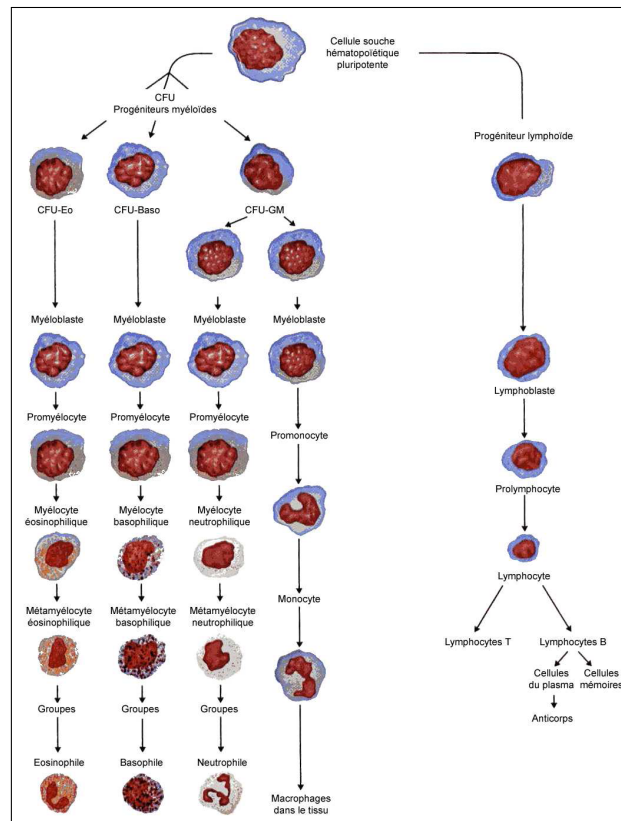 Cellule souche
hématopoïétique
pluripotente
CFU
Progéniteurs myéloïdes
Progéniteur lymphoïde
CFU-Eo
CFU-Baso
CFU-GM
Myéloblaste
Myéloblaste
Myéloblaste
Myéloblaste
Lymphoblaste
Promyélocyte
Promyélocyte
Promyélocyte
Promonocyte
Prolymphocyte
Myélocyte
éosinophilique
Myélocyte
basophilique
Myélocyte
neutrophilique
Lymphocyte
Monocyte
Métamyélocyte
éosinophilique
Métamyélocyte
basophilique
Métamyélocyte
neutrophilique
Lymphocytes T
Lymphocytes B
Cellules
du plasma
Cellules
mémoires
Anticorps
Groupes
Groupes
Groupes
Eosinophile
Basophile
Neutrophile
Macrophages
dans le tissu